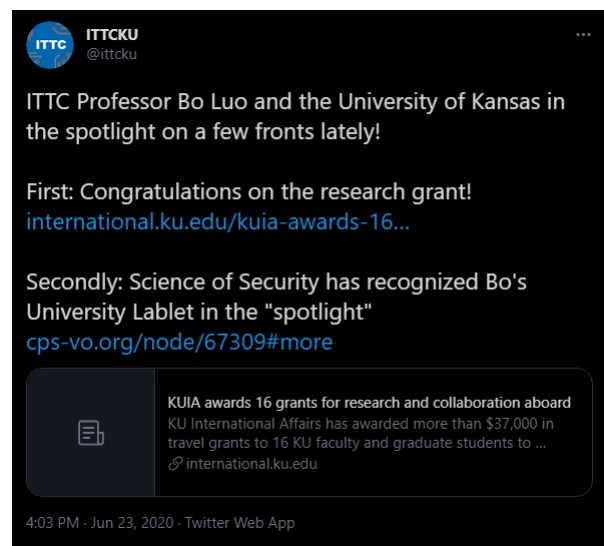 ITTC
ITTCKU
@ittcku
...
ITTC Professor Bo Luo and the University of Kansas in
the spotlight on a few fronts lately!
First: Congratulations on the research grant!
international.ku.edu/kuia-awards-16...
Secondly: Science of Security has recognized Bo's
University Lablet in the "spotlight"
cps-vo.org/node/67309#more
KUIA awards 16 grants for research and collaboration aboard
KU International Affairs has awarded more than $37,000 in
travel grants to 16 KU faculty and graduate students to ...
international.ku.edu
4:03 PM · Jun 23, 2020 · Twitter Web App